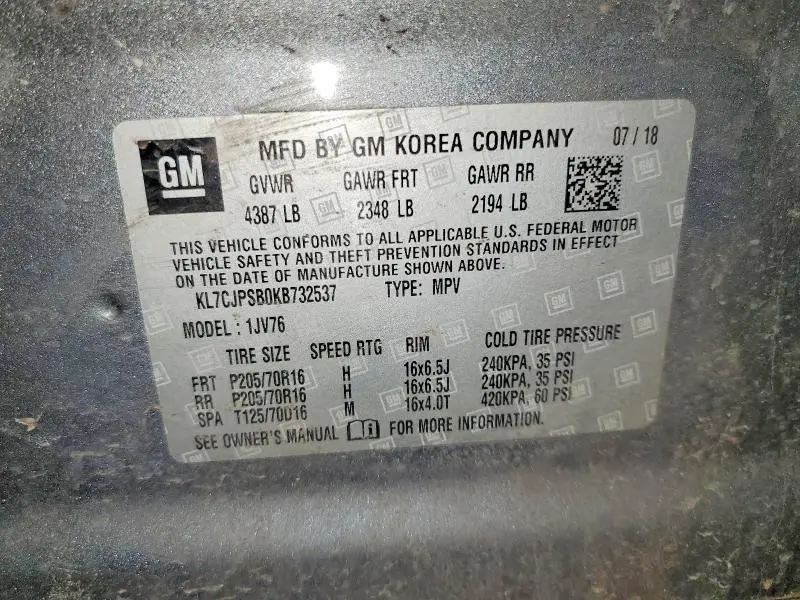 GM MFD BY GM KOREA COMPANY 07/18
GVWR GAWR FRT GAWR RR
4387 LB 2348 LB 2194 LB
THIS VEHICLE CONFORMS TO ALL APPLICABLE U.S. FEDERAL MOTOR
VEHICLE SAFETY AND THEFT PREVENTION STANDARDS IN EFFECT
ON THE DATE OF MANUFACTURE SHOWN ABOVE.
KL7CJPSB0KB732537 TYPE: MPV
MODEL: 1JV76
TIRE SIZE SPEED RTG RIM COLD TIRE PRESSURE
FRT P205/70R16 H 16x6.5J 240KPA, 35 PSI
RR P205/70R16 H 16x6.5J 240KPA, 35 PSI
SPA T125/70D16 M 16x4.0T 420KPA, 60 PSI
SEE OWNER'S MANUAL FOR MORE INFORMATION.